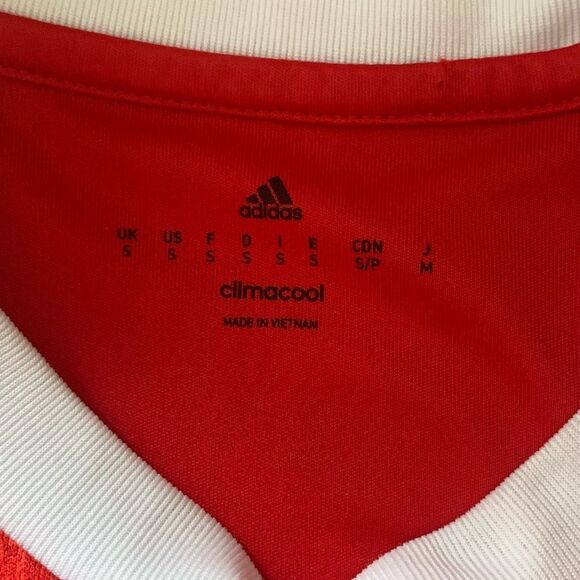 adidas
UK US F D I E CDN J
S S S S S S S/P M
climacool
MADE IN VIETNAM